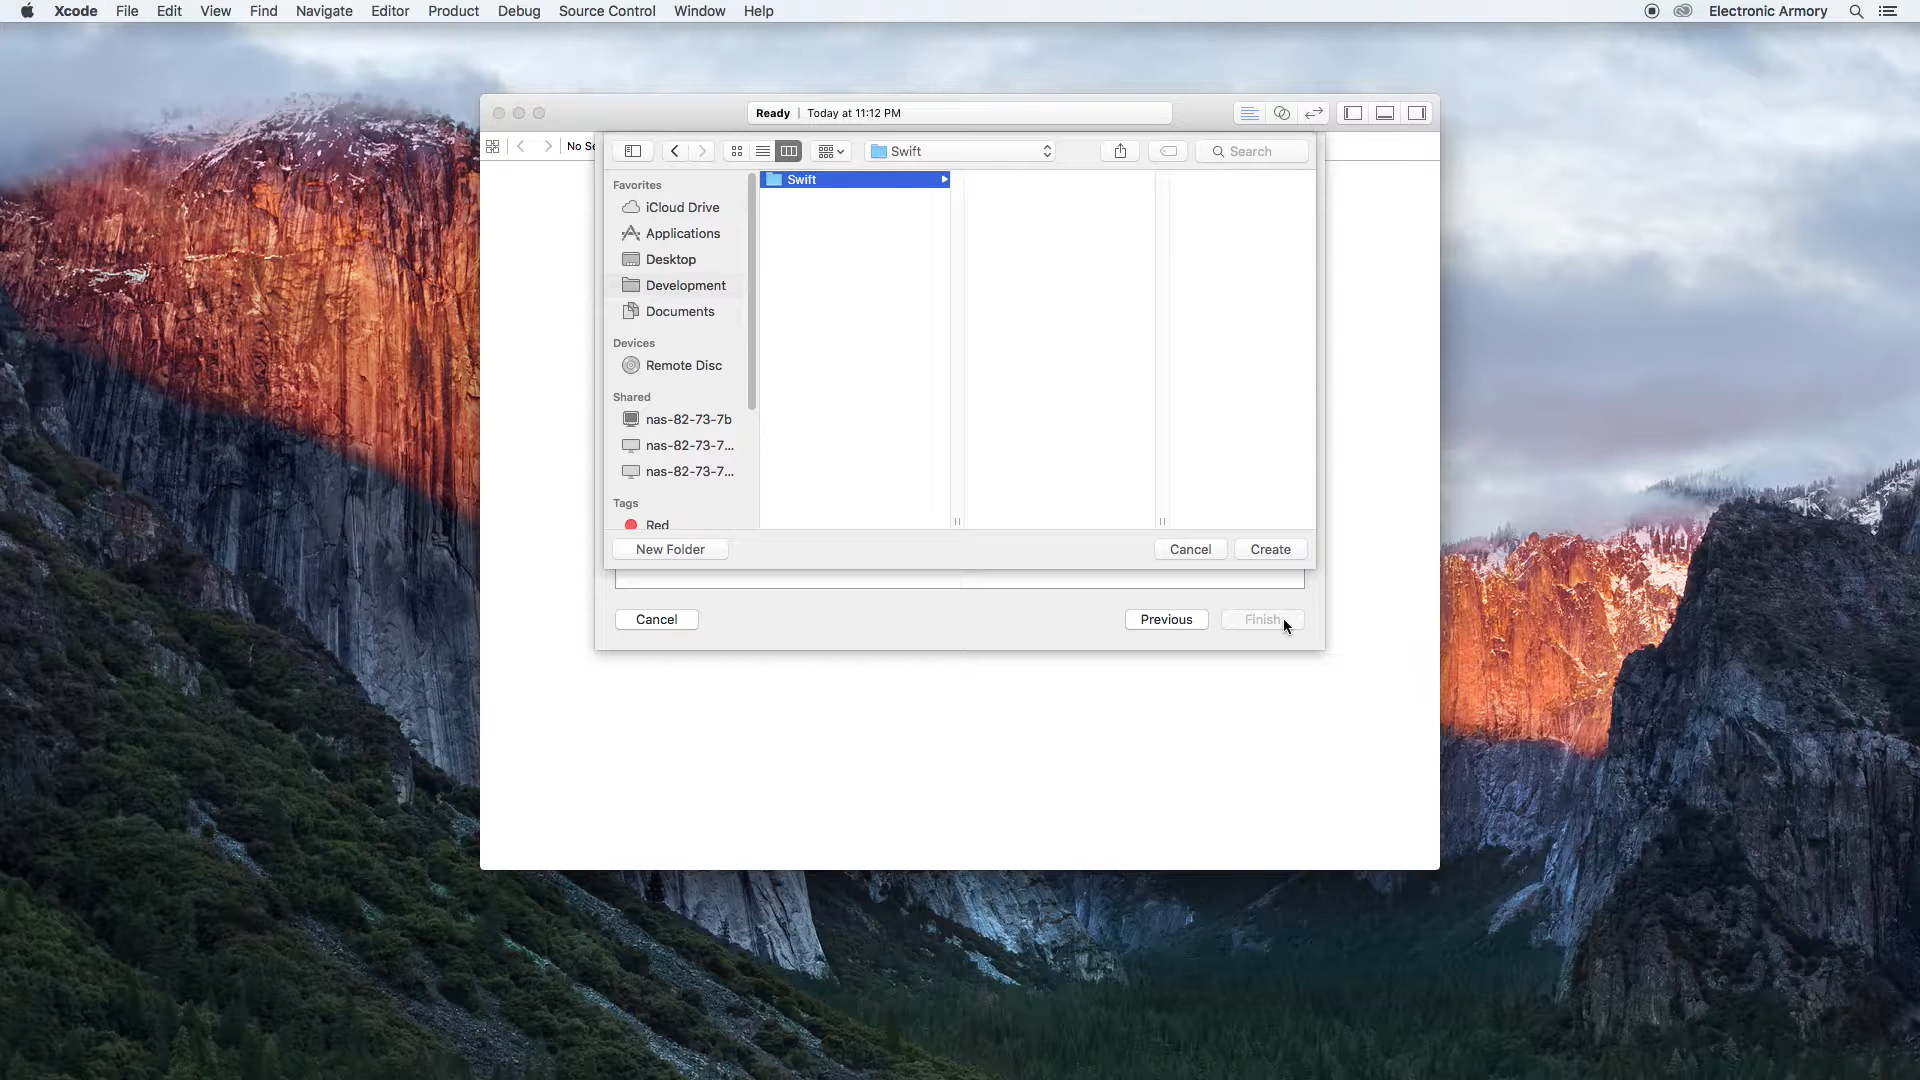 Xcode File Edit View Find Navigate Editor Product Debug Source Control Window Help Electronic Armory
Ready | Today at 11:12 PM
No Se
Swift
Search
Favorites
iCloud Drive
Applications
Desktop
Development
Documents
Devices
Remote Disc
Shared
nas-82-73-7b
nas-82-73-7...
nas-82-73-7...
Tags
Red
Swift
New Folder Cancel Create
Cancel Previous Finish